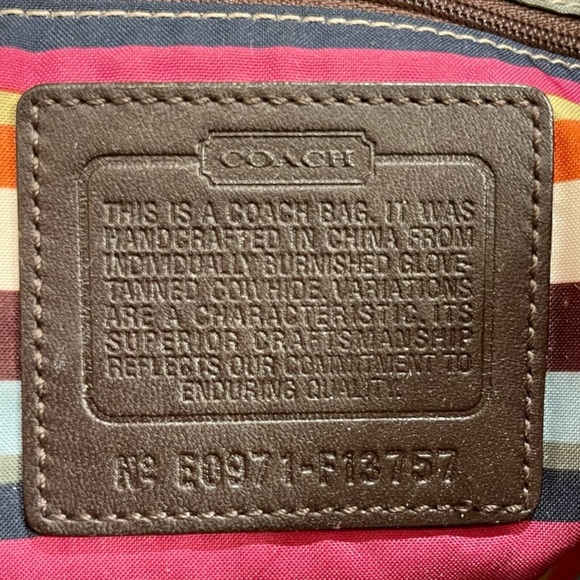 COACH
THIS IS A COACH BAG. IT WAS
HANDCRAFTED IN CHINA FROM
INDIVIDUALLY BURNISHED GLOVE-
TANNED COWHIDE. VARIATIONS
ARE A CHARACTERISTIC. ITS
SUPERIOR CRAFTSMANSHIP
REFLECTS OUR COMMITMENT TO
ENDURING QUALITY.
Nº E0971-F13757